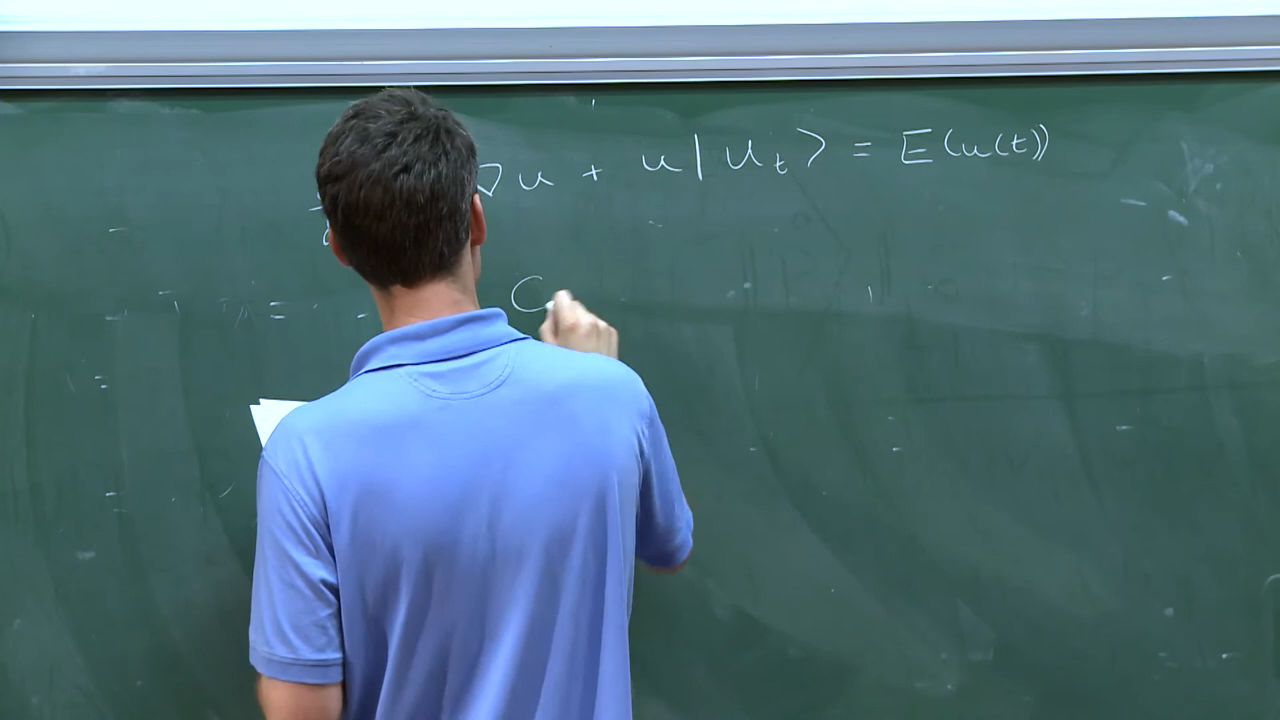 ∇u + u | u_t⟩ = E(u(t))
C